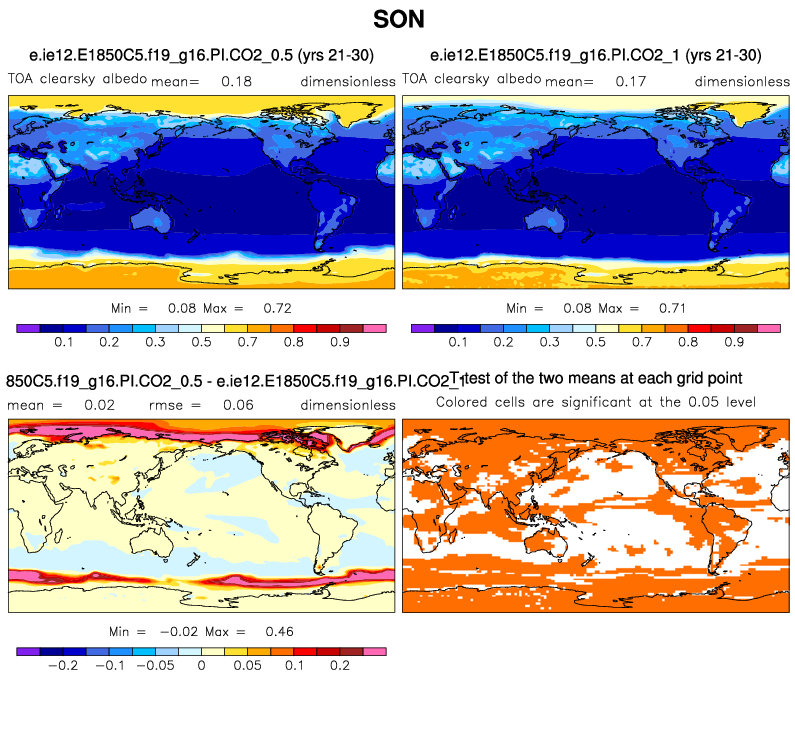 SON
e.ie12.E1850C5.f19_g16.PI.CO2_0.5 (yrs 21-30)
e.ie12.E1850C5.f19_g16.PI.CO2_1 (yrs 21-30)
TOA clearsky albedo mean= 0.18 dimensionless
TOA clearsky albedo mean= 0.17 dimensionless
Min = 0.08 Max = 0.72
Min = 0.08 Max = 0.71
0.1 0.2 0.3 0.5 0.7 0.8 0.9
0.1 0.2 0.3 0.5 0.7 0.8 0.9
850C5.f19_g16.PI.CO2_0.5 - e.ie12.E1850C5.f19_g16.PI.CO2_1
T-test of the two means at each grid point
mean = 0.02 rmse = 0.06 dimensionless
Colored cells are significant at the 0.05 level
Min = -0.02 Max = 0.46
-0.2 -0.1 -0.05 0 0.05 0.1 0.2